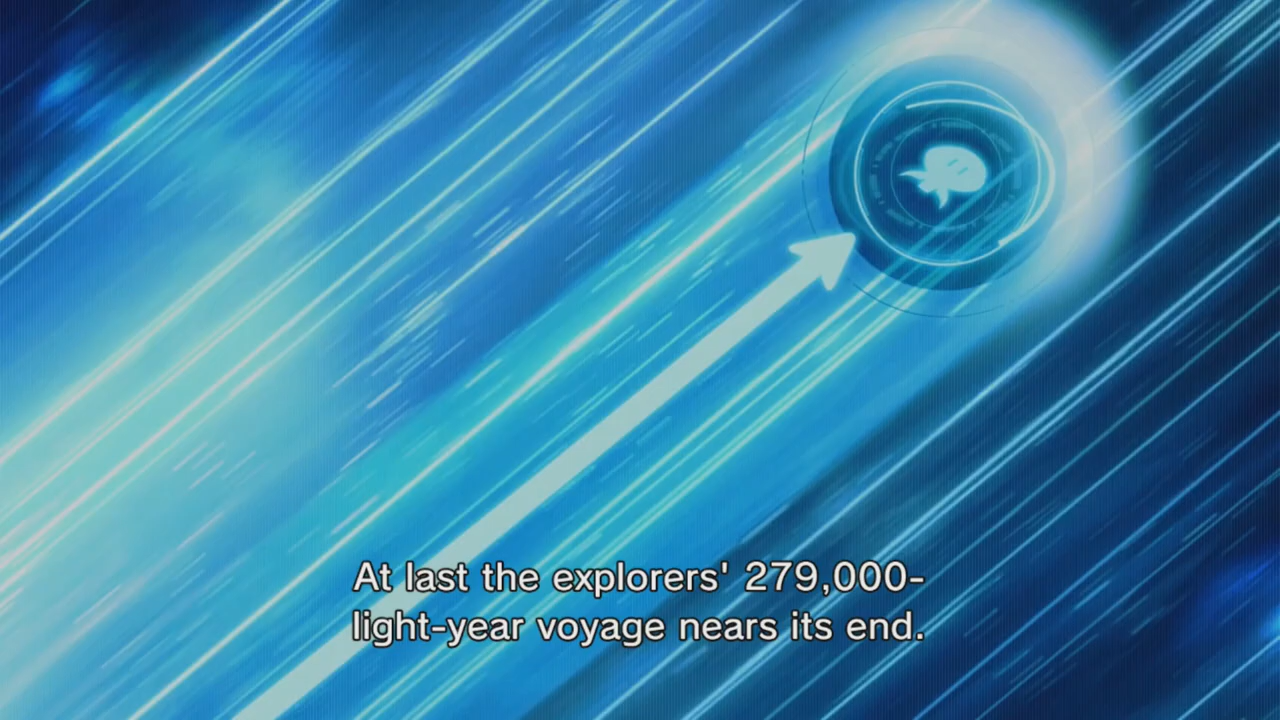 At last the explorers' 279,000-
light-year voyage nears its end.